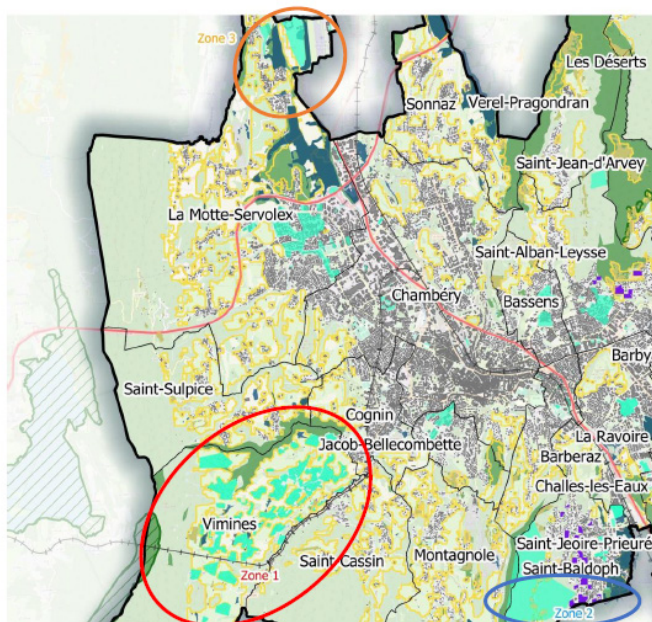 Zone 3
Les Déserts
Sonnaz
Verel-Pragondran
Saint-Jean-d'Arvey
La Motte-Servolex
Saint-Alban-Leysse
Chambéry
Bassens
Barby
Saint-Sulpice
Cognin
Jacob-Bellecombette
La Ravoire
Barberaz
Challes-les-Eaux
Vimines
Saint-Jeoire-Prieuré
Saint-Cassin
Montagnole
Saint-Baldoph
Zone 1
Zone 2